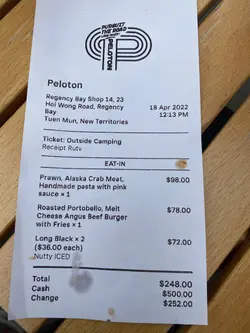 PURSUIT
THE ROAD
PELOTON
Peloton
Regency Bay Shop 14, 23
Hoi Wong Road, Regency
Bay
Tuen Mun, New Territories
18 Apr 2022
12:13 PM
Ticket: Outside Camping
Receipt Rutv
EAT-IN
Prawn, Alaska Crab Meat, $98.00
Handmade pasta with pink
sauce × 1
Roasted Portobello, Melt $78.00
Cheese Angus Beef Burger
with Fries × 1
Long Black × 2 $72.00
($36.00 each)
Nutty ICED
Total $248.00
Cash $500.00
Change $252.00